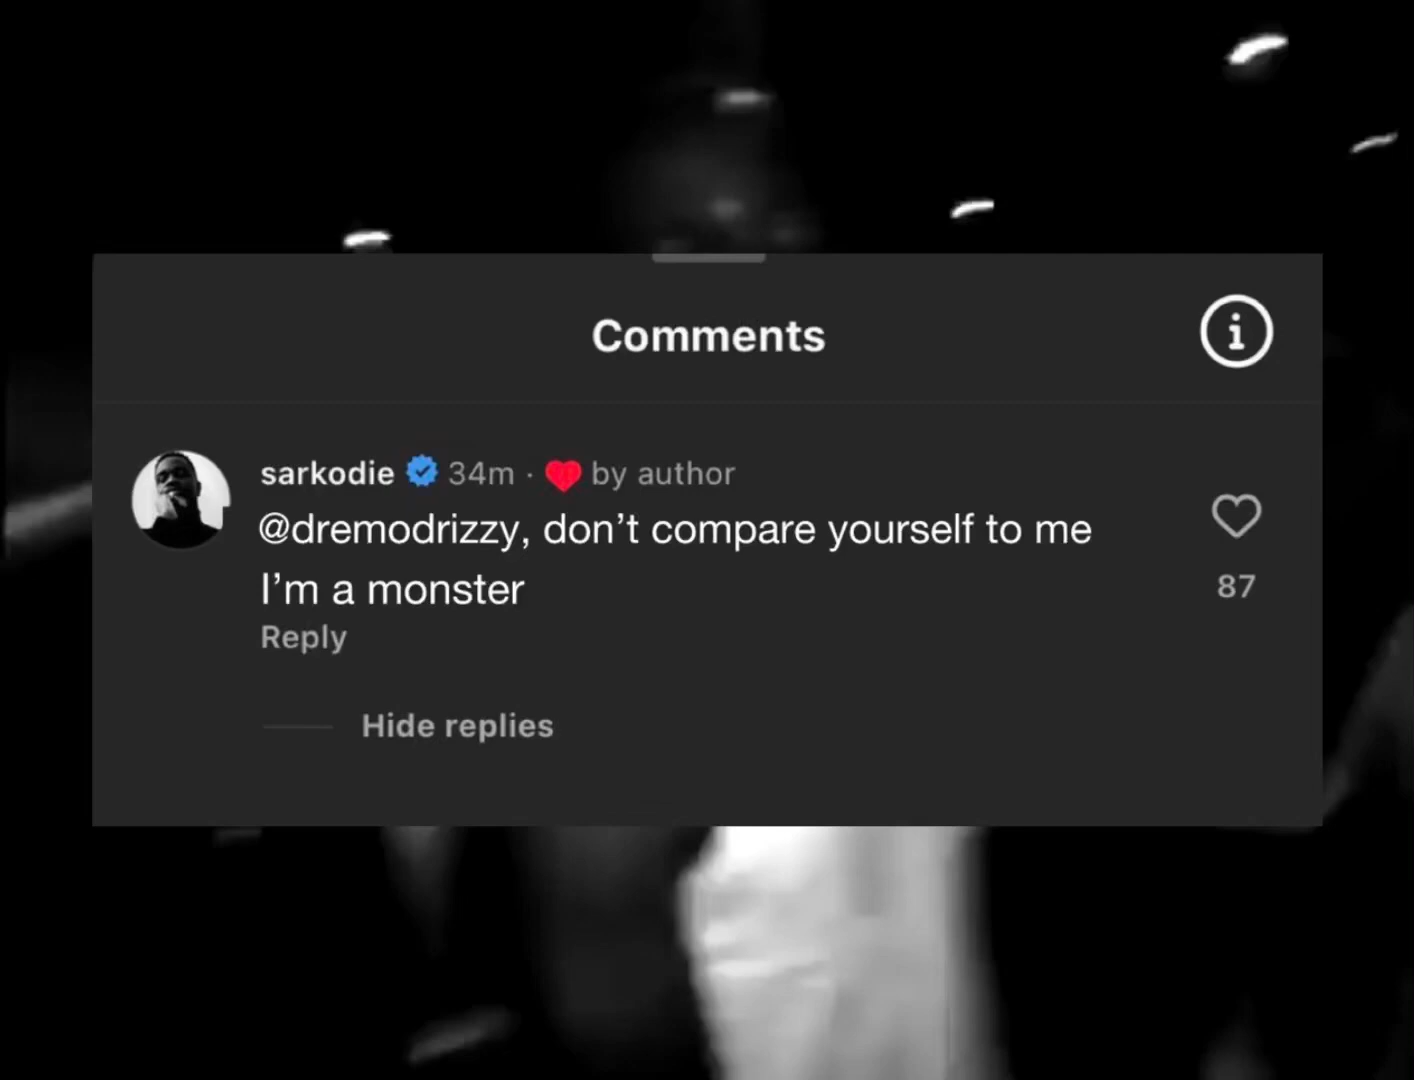 Comments
sarkodie 34m · by author
@dremodrizzy, don’t compare yourself to me
I’m a monster
Reply
87
Hide replies